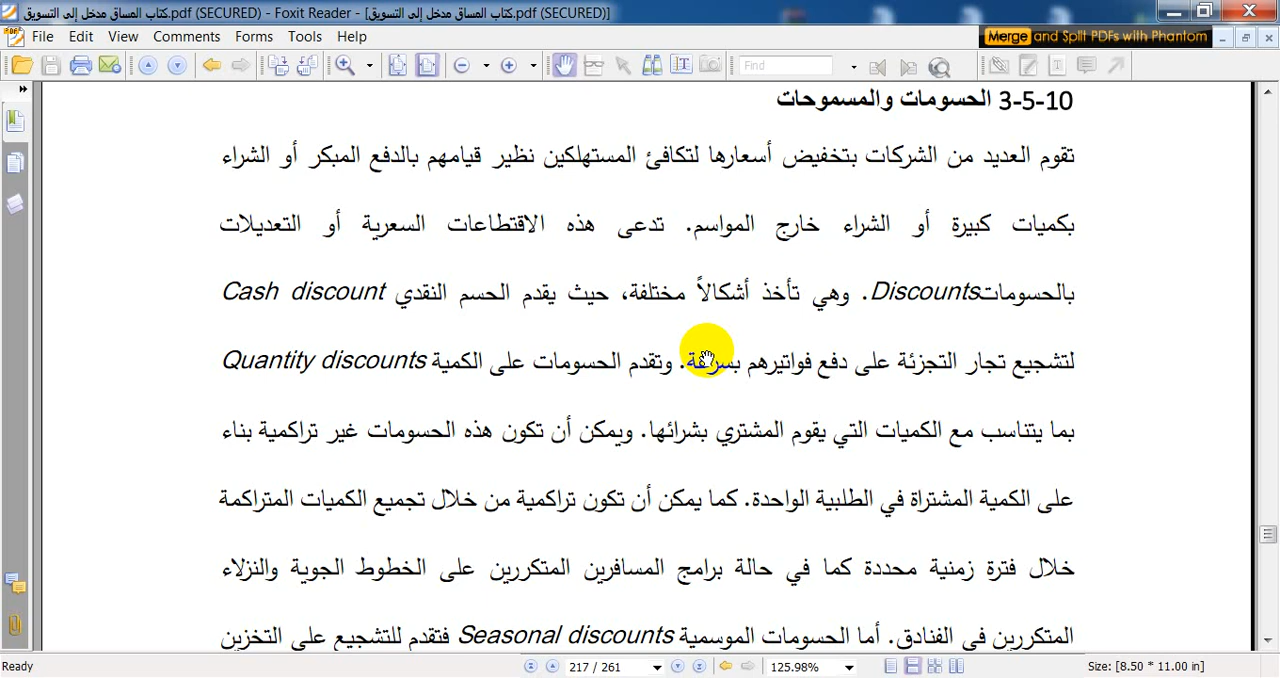 كتاب المساق مدخل إلى التسويق.pdf (SECURED) - Foxit Reader - [كتاب المساق مدخل إلى التسويق.pdf (SECURED)]
File Edit View Comments Forms Tools Help
Merge and Split PDFs with Phantom
Find
3-5-10 الحسومات والمسموحات
تقوم العديد من الشركات بتخفيض أسعارها لتكافئ المستهلكين نظير قيامهم بالدفع المبكر أو الشراء
بكميات كبيرة أو الشراء خارج المواسم. تدعى هذه الاقتطاعات السعرية أو التعديلات
بالحسومات Discounts. وهي تأخذ أشكالاً مختلفة، حيث يقدم الحسم النقدي Cash discount
لتشجيع تجار التجزئة على دفع فواتيرهم بسرعة. وتقدم الحسومات على الكمية Quantity discounts
بما يتناسب مع الكميات التي يقوم المشتري بشرائها. ويمكن أن تكون هذه الحسومات غير تراكمية بناء
على الكمية المشتراة في الطلبية الواحدة. كما يمكن أن تكون تراكمية من خلال تجميع الكميات المتراكمة
خلال فترة زمنية محددة كما في حالة برامج المسافرين المتكررين على الخطوط الجوية والنزلاء
المتكررين في الفنادق. أما الحسومات الموسمية Seasonal discounts فتقدم للتشجيع على التخزين
Ready
217 / 261
125.98%
Size: [8.50 * 11.00 in]